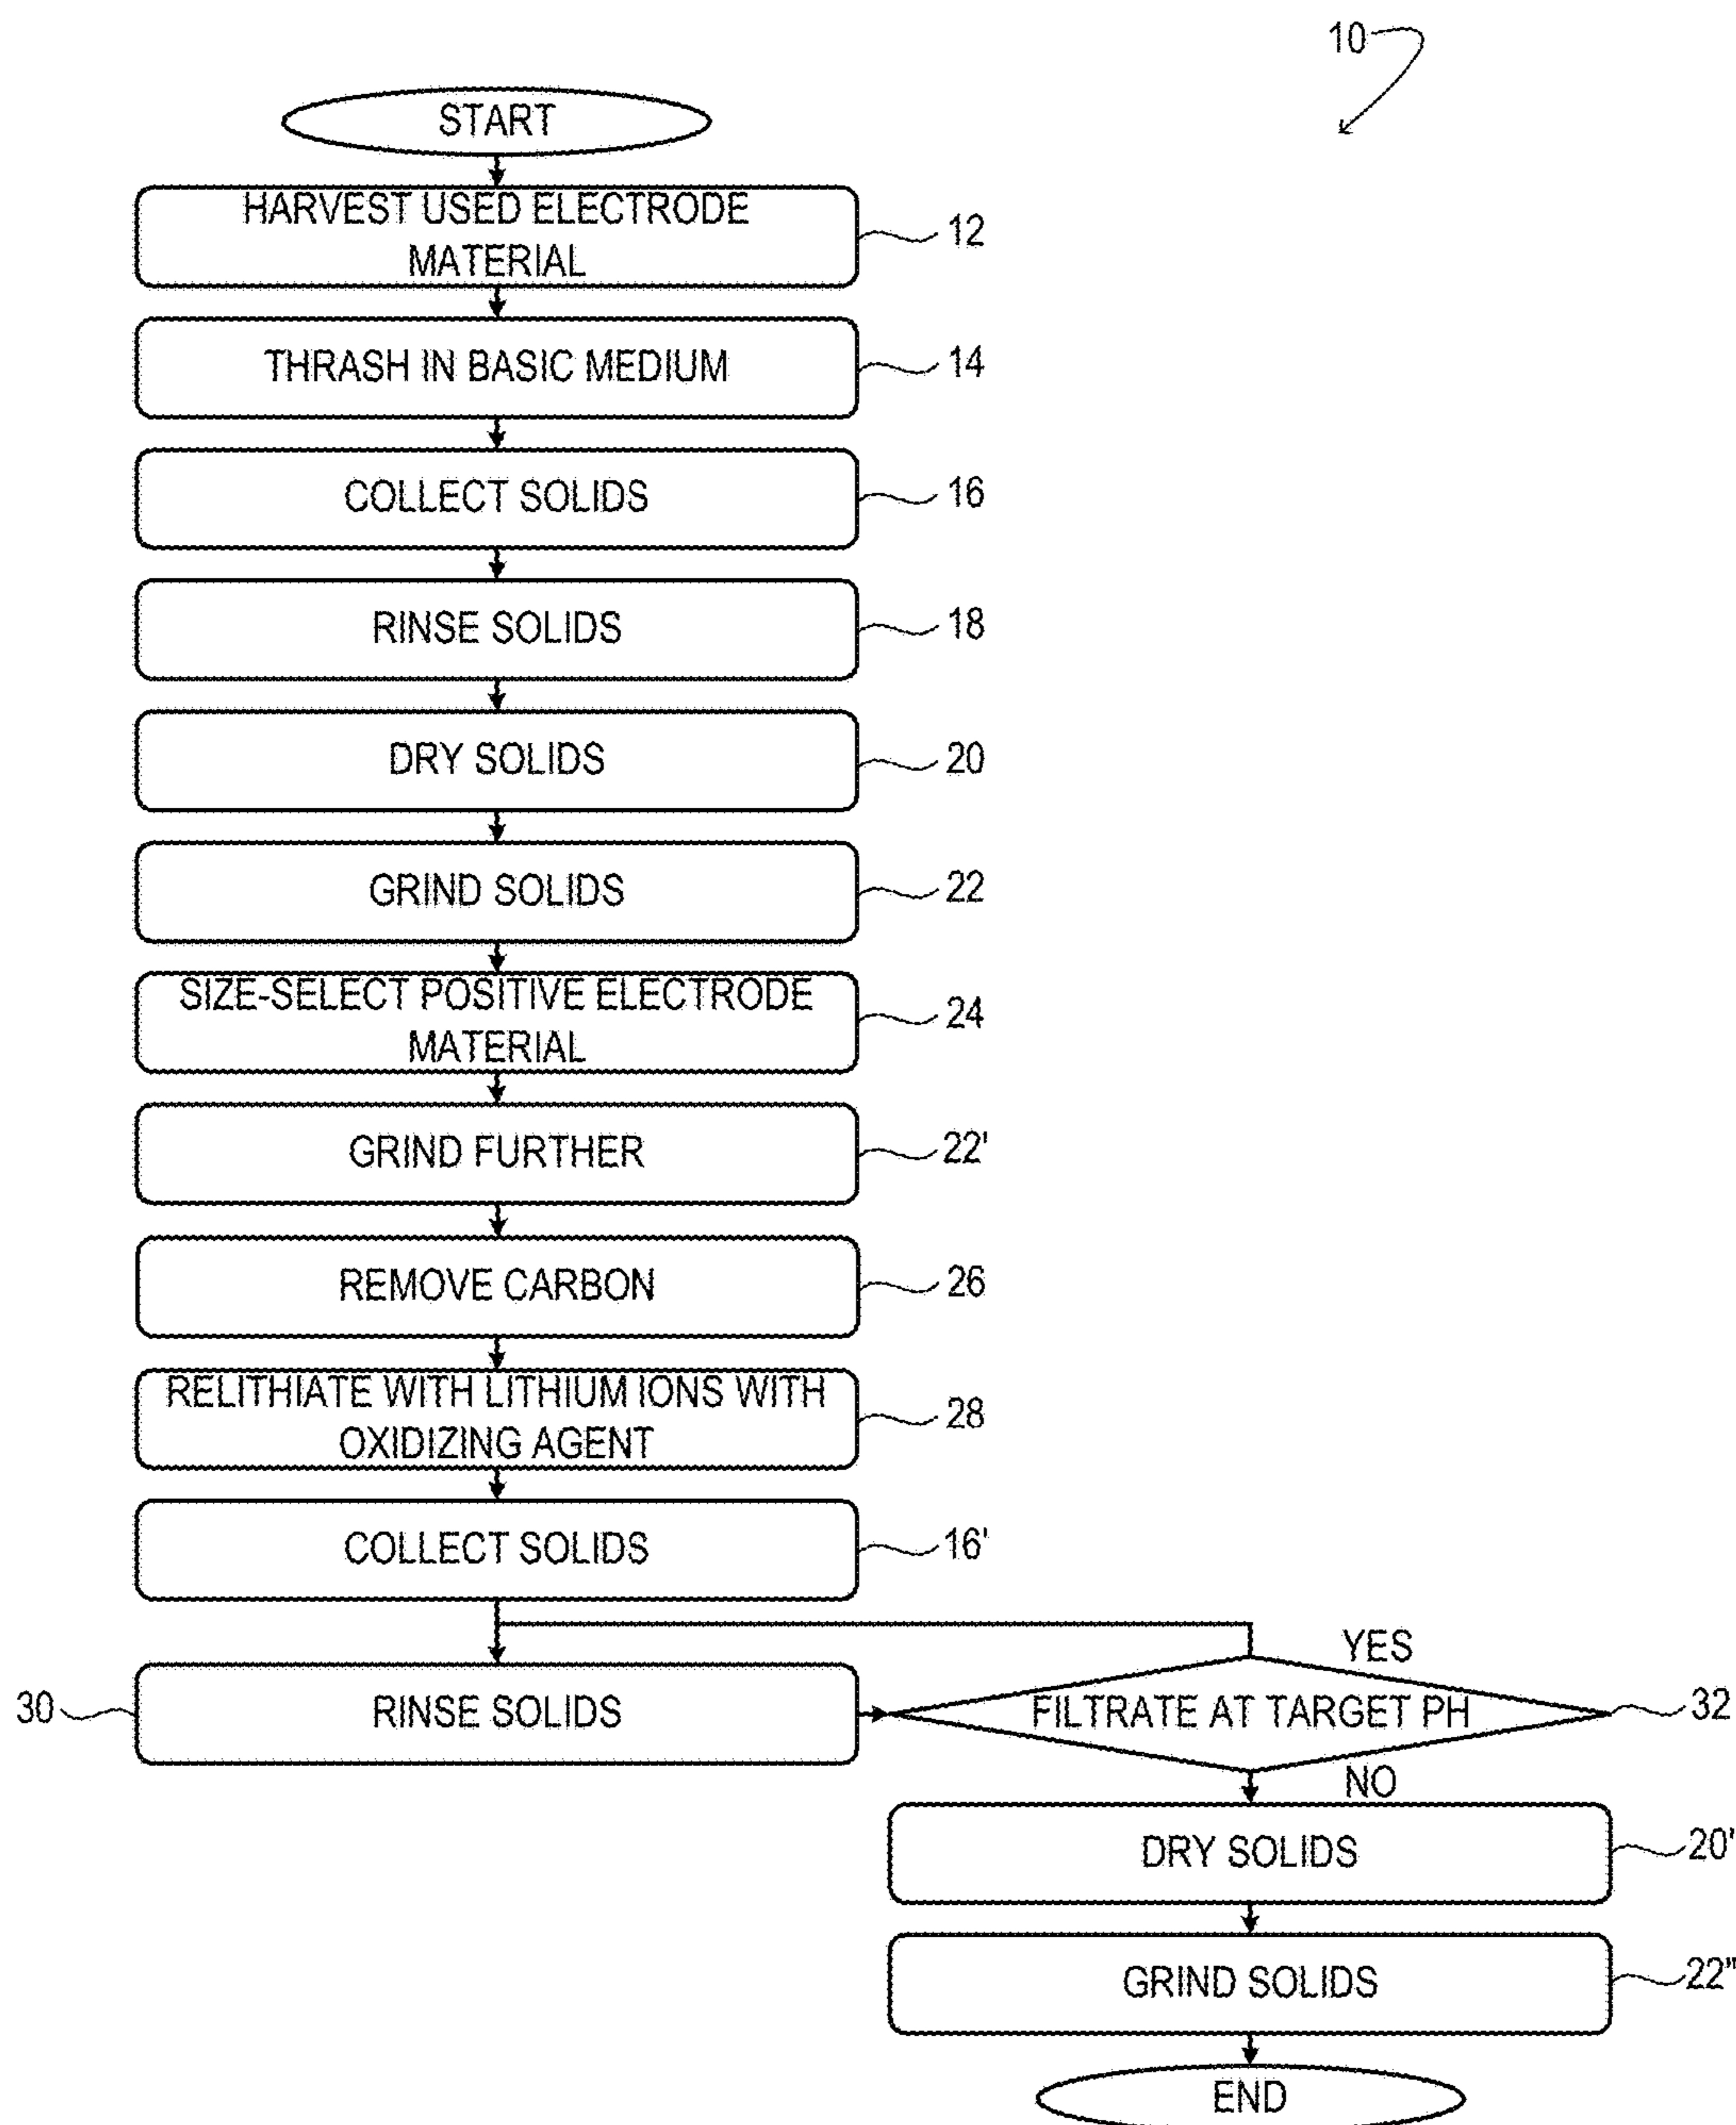 10
START
HARVEST USED ELECTRODE
MATERIAL
12
THRASH IN BASIC MEDIUM
14
COLLECT SOLIDS
16
RINSE SOLIDS
18
DRY SOLIDS
20
GRIND SOLIDS
22
SIZE-SELECT POSITIVE ELECTRODE
MATERIAL
24
GRIND FURTHER
22'
REMOVE CARBON
26
RELITHIATE WITH LITHIUM IONS WITH
OXIDIZING AGENT
28
COLLECT SOLIDS
16'
YES
30
RINSE SOLIDS
FILTRATE AT TARGET PH
32
NO
DRY SOLIDS
20'
GRIND SOLIDS
22"
END